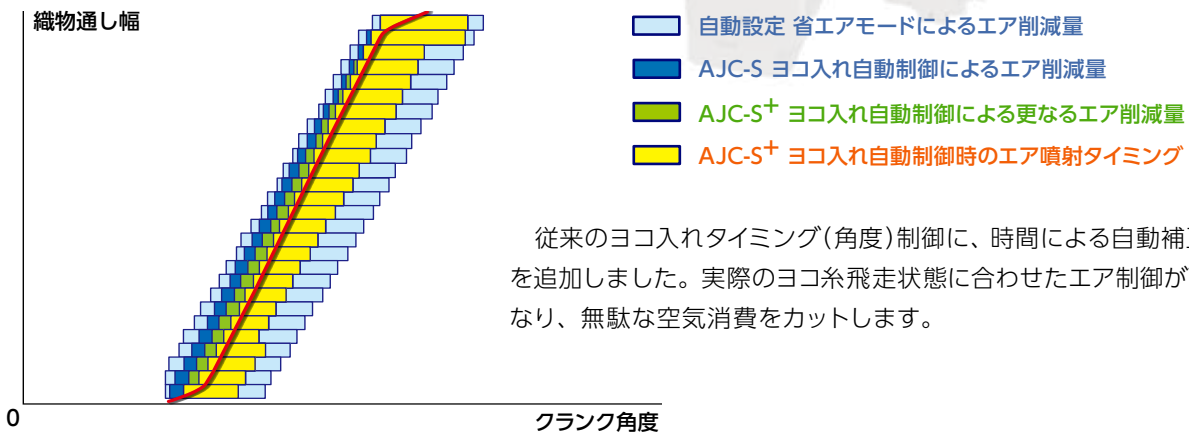 織物通し幅
自動設定 省エアモードによるエア削減量
AJC-S ヨコ入れ自動制御によるエア削減量
AJC-S+ ヨコ入れ自動制御による更なるエア削減量
AJC-S+ ヨコ入れ自動制御時のエア噴射タイミング
従来のヨコ入れタイミング(角度)制御に、時間による自動補
を追加しました。実際のヨコ糸飛走状態に合わせたエア制御が
なり、無駄な空気消費をカットします。
0
クランク角度